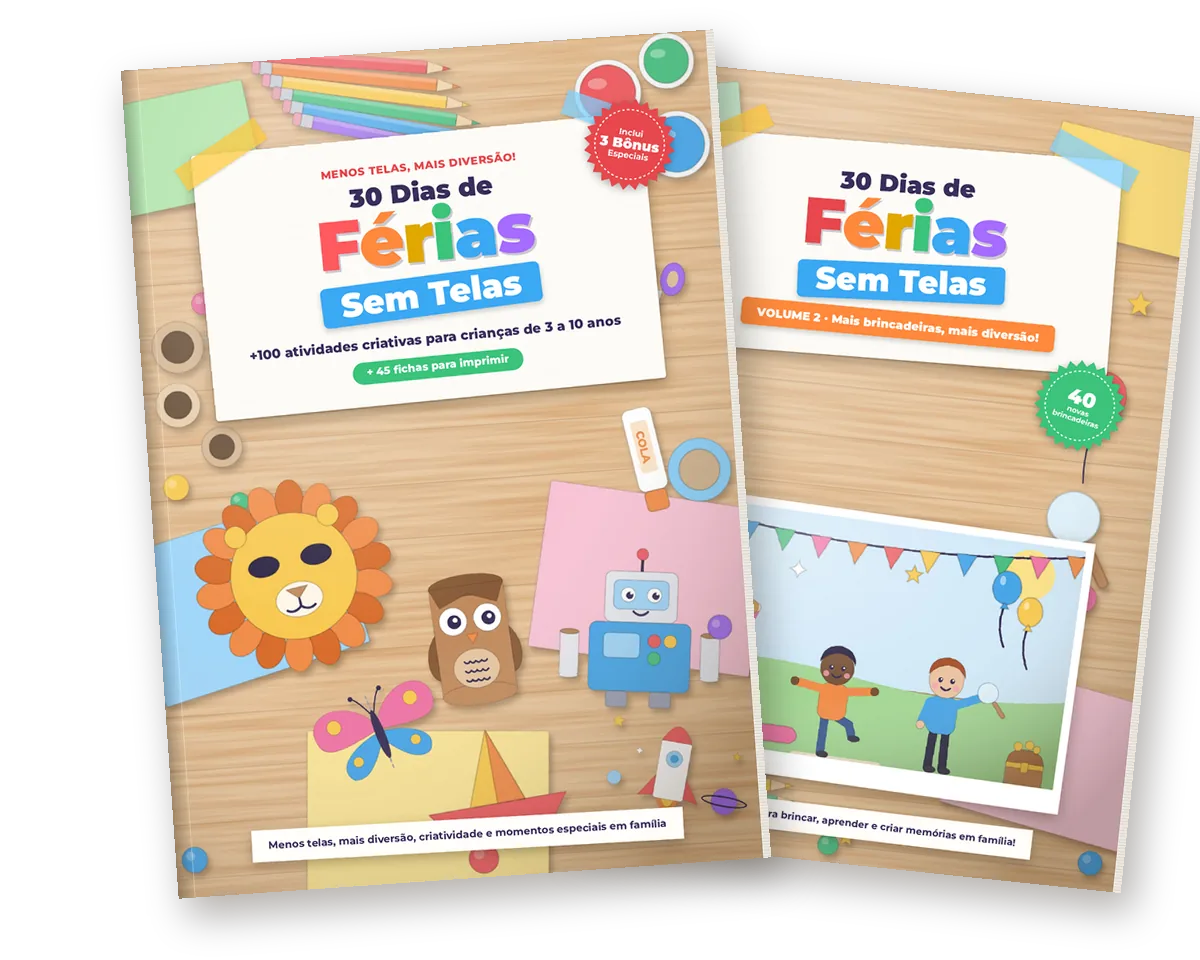 MENOS TELAS, MAIS DIVERSÃO!
30 Dias de
Férias
Sem Telas
+100 atividades criativas para crianças de 3 a 10 anos
+ 45 fichas para imprimir
Inclui
3 Bônus
Especiais
COLA
Menos telas, mais diversão, criatividade e momentos especiais em família
30 Dias de
Férias
Sem Telas
VOLUME 2 · Mais brincadeiras, mais diversão!
40
novas
brincadeiras
brincar, aprender e criar memórias em família!